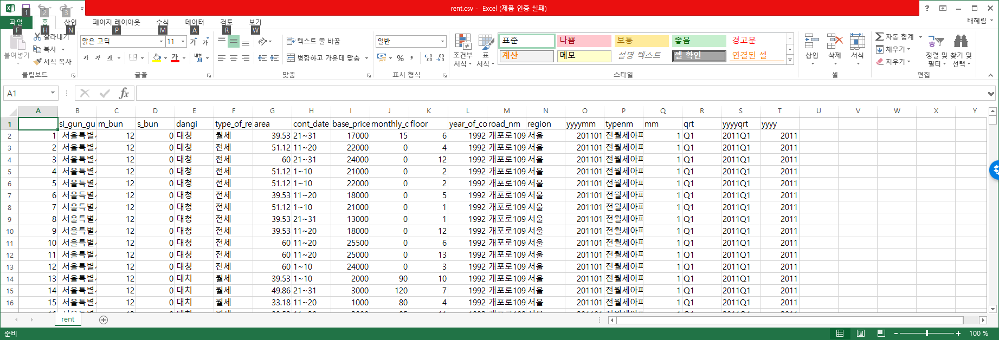 1 2 3 rent.csv - Excel (제품 인증 실패) ?
파일 홈 삽입 페이지 레이아웃 수식 데이터 검토 보기 배혜림
F H N P M A R W
붙여넣기 잘라내기 복사 서식 복사
맑은 고딕 11 가 가
가 가 가 가 내천
텍스트 줄 바꿈
병합하고 가운데 맞춤
일반
% ,
조건부 서식 표 서식
표준 나쁨 보통 좋음 경고문
계산 메모 설명 텍스트 셀 확인 연결된 셀
삽입 삭제 서식
자동 합계 채우기 지우기
정렬 및 필터 찾기 및 선택
클립보드 글꼴 맞춤 표시 형식 스타일 셀 편집
A1 fx
A B C D E F G H I J K L M N O P Q R S T U V W X Y
1 si_gun_gu m_bun s_bun dangi type_of_re area cont_date base_price monthly_c floor year_of_co road_nm region yyyymm typenm mm qrt yyyyqrt yyyy
2 1 서울특별 12 0 대청 월세 39.53 21~31 17000 15 6 1992 개포로109 서울 201101 전월세아파 1 Q1 2011Q1 2011
3 2 서울특별 12 0 대청 전세 51.12 11~20 22000 0 4 1992 개포로109 서울 201101 전월세아파 1 Q1 2011Q1 2011
4 3 서울특별 12 0 대청 전세 60 21~31 24000 0 12 1992 개포로109 서울 201101 전월세아파 1 Q1 2011Q1 2011
5 4 서울특별 12 0 대청 전세 51.12 1~10 21000 0 2 1992 개포로109 서울 201101 전월세아파 1 Q1 2011Q1 2011
6 5 서울특별 12 0 대청 전세 51.12 1~10 22000 0 2 1992 개포로109 서울 201101 전월세아파 1 Q1 2011Q1 2011
7 6 서울특별 12 0 대청 전세 39.53 11~20 18000 0 5 1992 개포로109 서울 201101 전월세아파 1 Q1 2011Q1 2011
8 7 서울특별 12 0 대청 전세 51.12 1~10 21000 0 1 1992 개포로109 서울 201101 전월세아파 1 Q1 2011Q1 2011
9 8 서울특별 12 0 대청 전세 39.53 21~31 13000 0 1 1992 개포로109 서울 201101 전월세아파 1 Q1 2011Q1 2011
10 9 서울특별 12 0 대청 전세 39.53 11~20 18000 0 12 1992 개포로109 서울 201101 전월세아파 1 Q1 2011Q1 2011
11 10 서울특별 12 0 대청 전세 60 11~20 25500 0 6 1992 개포로109 서울 201101 전월세아파 1 Q1 2011Q1 2011
12 11 서울특별 12 0 대청 전세 60 11~20 25000 0 13 1992 개포로109 서울 201101 전월세아파 1 Q1 2011Q1 2011
13 12 서울특별 12 0 대청 전세 60 1~10 24000 0 3 1992 개포로109 서울 201101 전월세아파 1 Q1 2011Q1 2011
14 13 서울특별 12 0 대치 월세 39.53 1~10 2000 90 10 1992 개포로109 서울 201101 전월세아파 1 Q1 2011Q1 2011
15 14 서울특별 12 0 대치 월세 49.86 21~31 3000 120 7 1992 개포로109 서울 201101 전월세아파 1 Q1 2011Q1 2011
16 15 서울특별 12 0 대치 월세 33.18 11~20 1000 80 4 1992 개포로109 서울 201101 전월세아파 1 Q1 2011Q1 2011
rent
준비 100 %